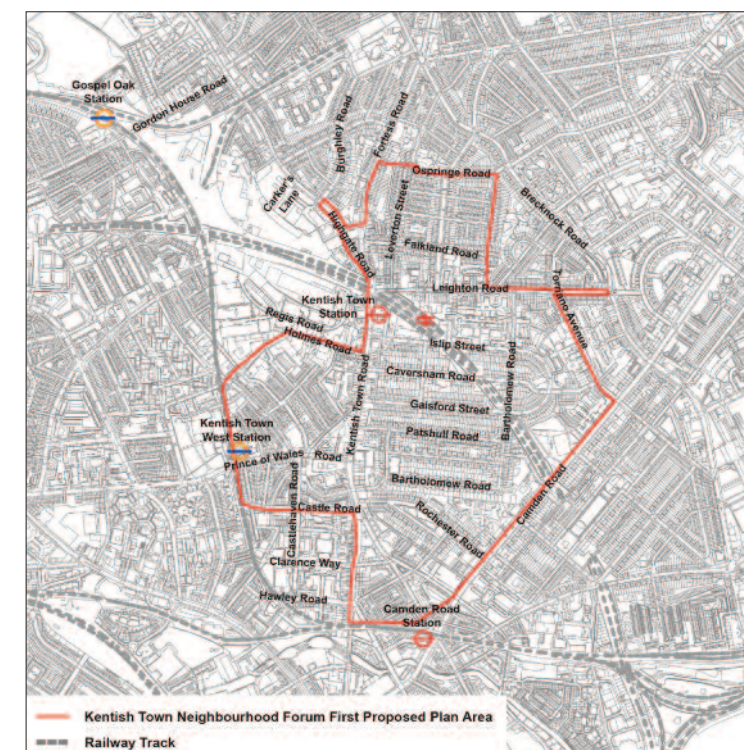 Gospel Oak
Station
Gordon House Road
Burghley Road
Fortess Road
Ospringe Road
Carker's
Lane
Leverton Street
Brecknock Road
Highgate Road
Falkland Road
Leighton Road
Torriano Avenue
Kentish Town
Station
Regis Road
Holmes Road
Islip Street
Caversham Road
Kentish Town Road
Bartholomew Road
Gaisford Street
Kentish Town
West Station
Patshull Road
Prince of Wales Road
Bartholomew Road
Camden Road
Castlehaven Road
Castle Road
Rochester Road
Clarence Way
Hawley Road
Camden Road
Station
Kentish Town Neighbourhood Forum First Proposed Plan Area
Railway Track